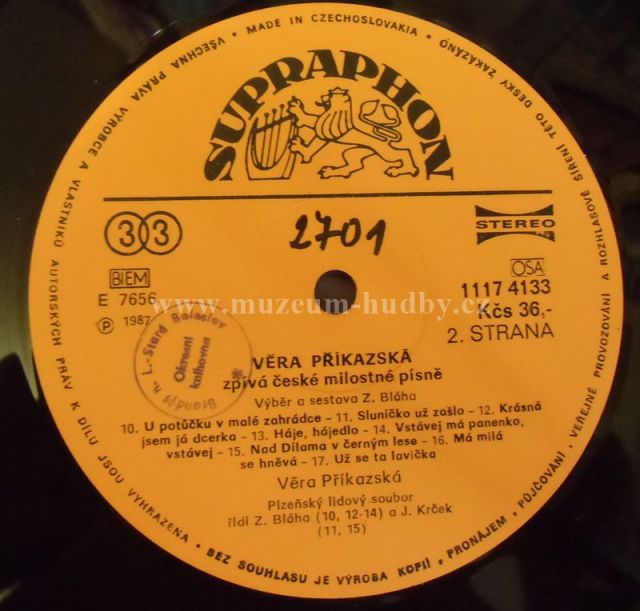 VŠECHNA PRÁVA VÝROBCE A VLASTNÍKŮ AUTORSKÝCH PRÁV K DÍLU JSOU VYHRAZENA • BEZ SOUHLASU JE VÝROBA KOPIÍ, PRONÁJEM, PŮJČOVÁNÍ, VEŘEJNÉ PROVOZOVÁNÍ A ROZHLASOVÉ ŠÍŘENÍ TÉTO DESKY ZAKÁZÁNO • MADE IN CZECHOSLOVAKIA •
SUPRAPHON
33
2701
STEREO
BIEM
OSA
E 7656
1117 4133
www.muzeum-hudby.cz
Ⓟ 1987
Kčs 36,-
2. STRANA
Brandýs n. L.-Stará Boleslav
Okresní
knihovna
VĚRA PŘÍKAZSKÁ
zpívá české milostné písně
Výběr a sestava Z. Bláha
10. U potůčku v malé zahrádce – 11. Sluníčko už zašlo – 12. Krásná
jsem já dcerka – 13. Háje, hájedlo – 14. Vstávej má panenko,
vstávej – 15. Nad Dílama v černým lese – 16. Má milá
se hněvá – 17. Už se ta lavička
Věra Příkazská
Plzeňský lidový soubor
řídí Z. Bláha (10, 12-14) a J. Krček
(11, 15)